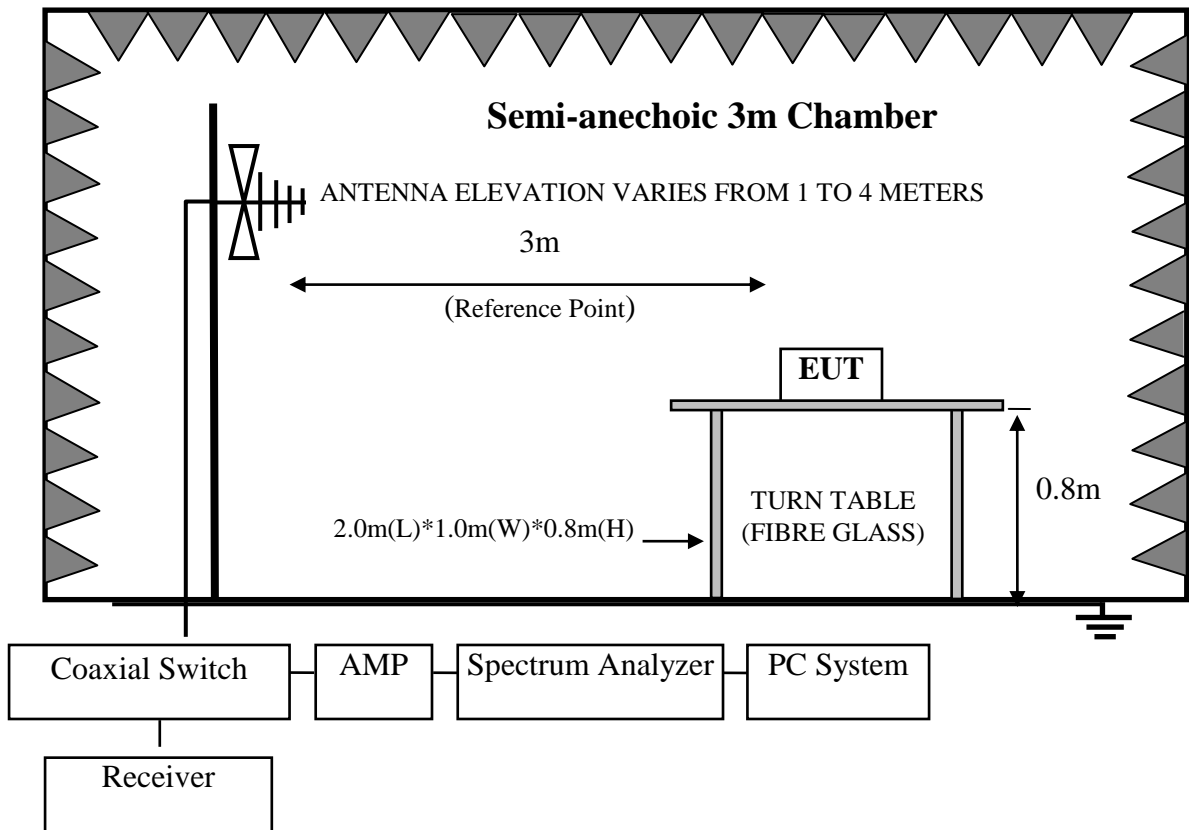 Semi-anechoic 3m Chamber
ANTENNA ELEVATION VARIES FROM 1 TO 4 METERS
3m
(Reference Point)
EUT
0.8m
TURN TABLE
(FIBRE GLASS)
2.0m(L)*1.0m(W)*0.8m(H)
Coaxial Switch
AMP
Spectrum Analyzer
PC System
Receiver